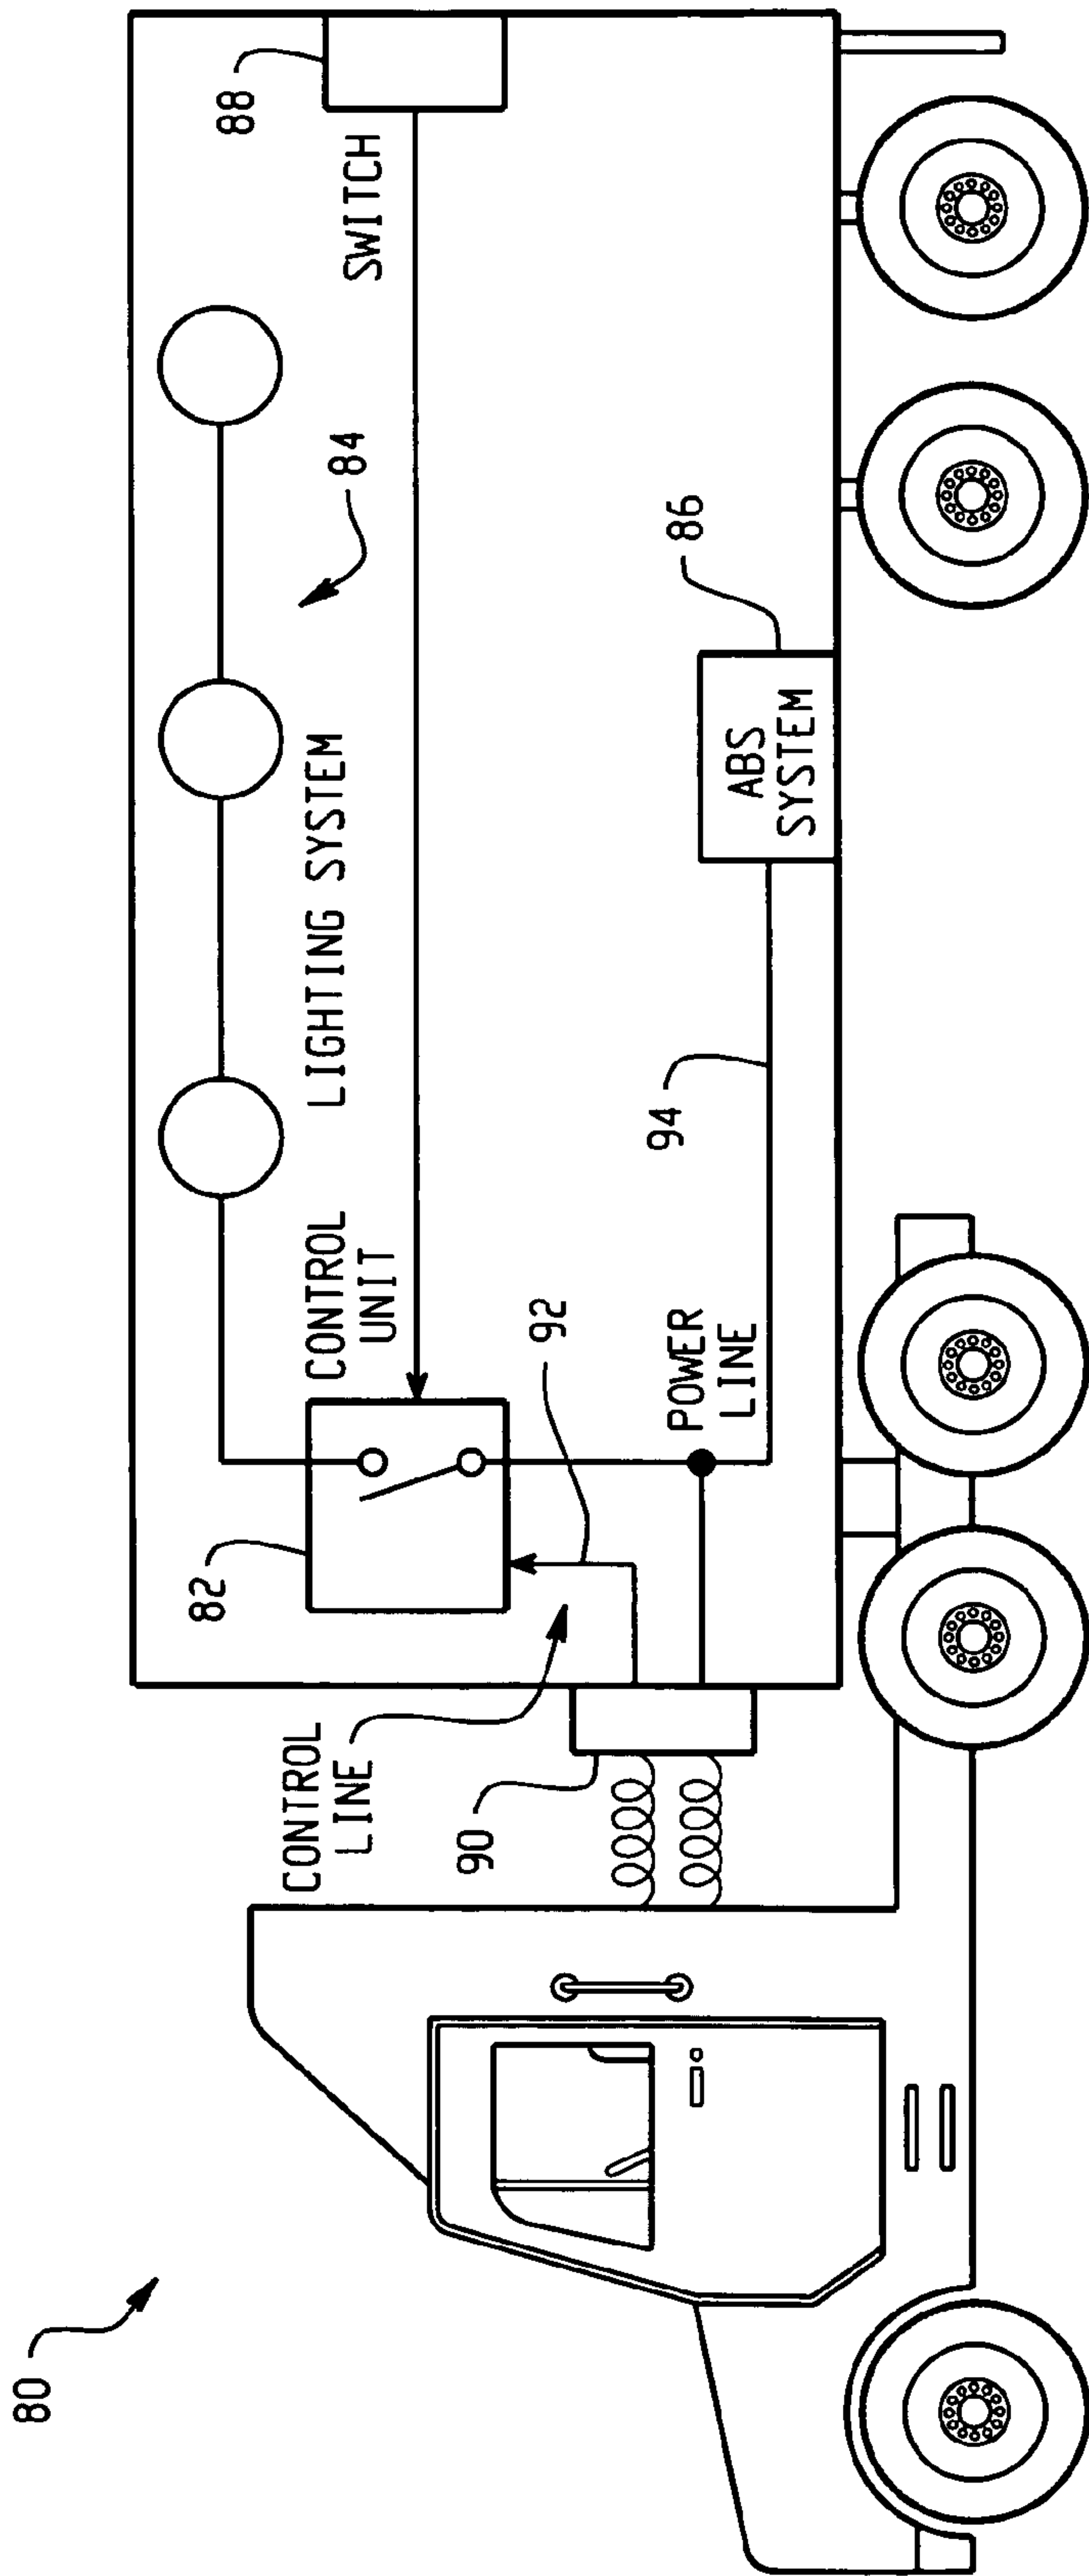 80
CONTROL
LINE
90
82
CONTROL
UNIT
92
POWER
LINE
LIGHTING SYSTEM
84
94
ABS
SYSTEM
86
SWITCH
88